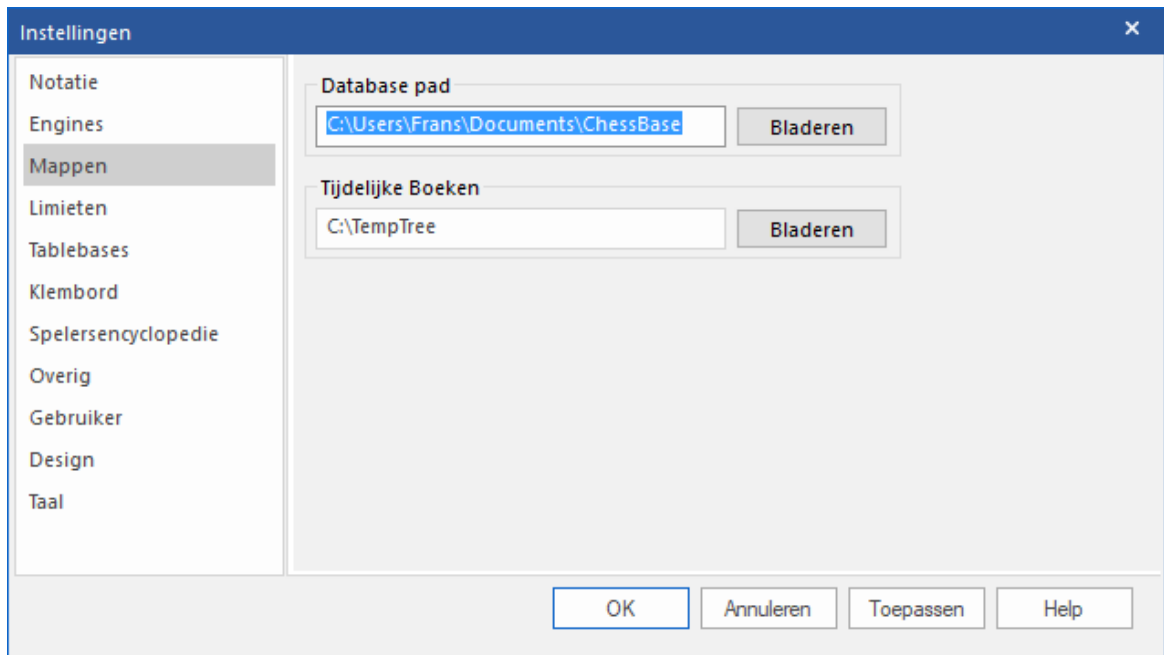 Instellingen
Notatie
Engines
Mappen
Limieten
Tablebases
Klembord
Spelersencyclopedie
Overig
Gebruiker
Design
Taal
Database pad
C:\Users\Frans\Documents\ChessBase
Bladeren
Tijdelijke Boeken
C:\TempTree
Bladeren
OK
Annuleren
Toepassen
Help